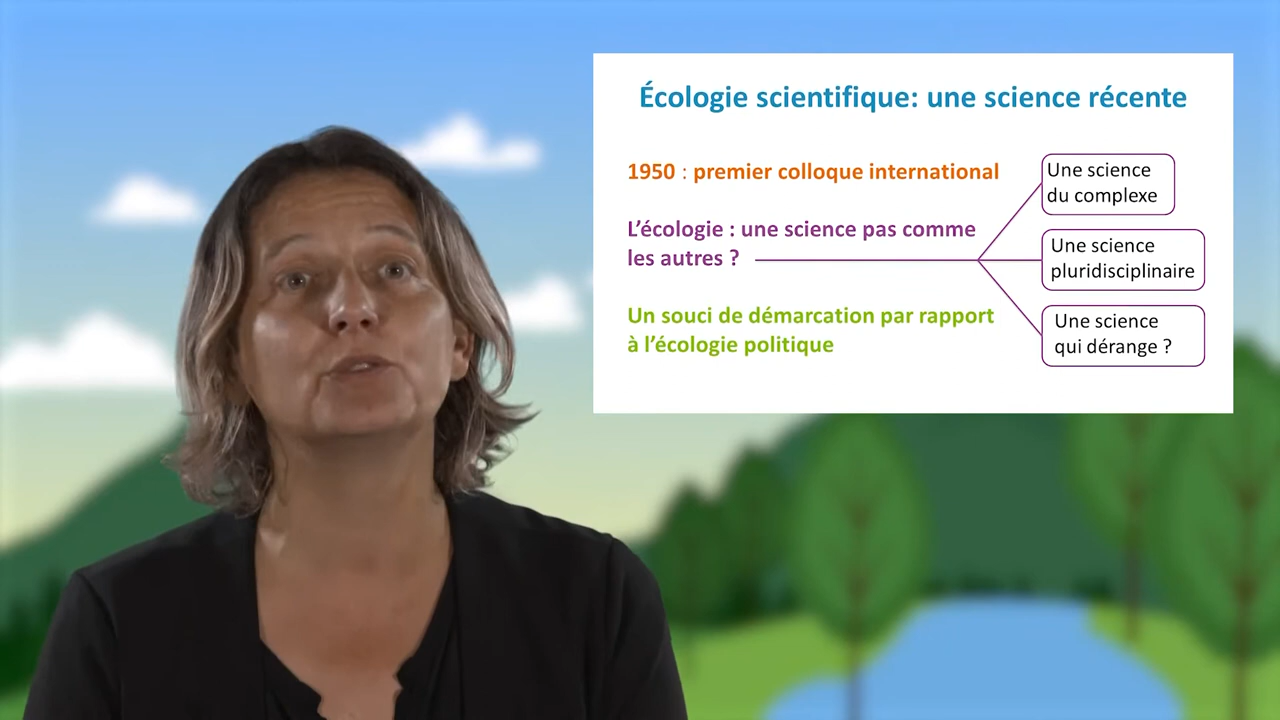 Écologie scientifique: une science récente
1950 : premier colloque international
L’écologie : une science pas comme
les autres ?
Une science
du complexe
Une science
pluridisciplinaire
Une science
qui dérange ?
Un souci de démarcation par rapport
à l’écologie politique